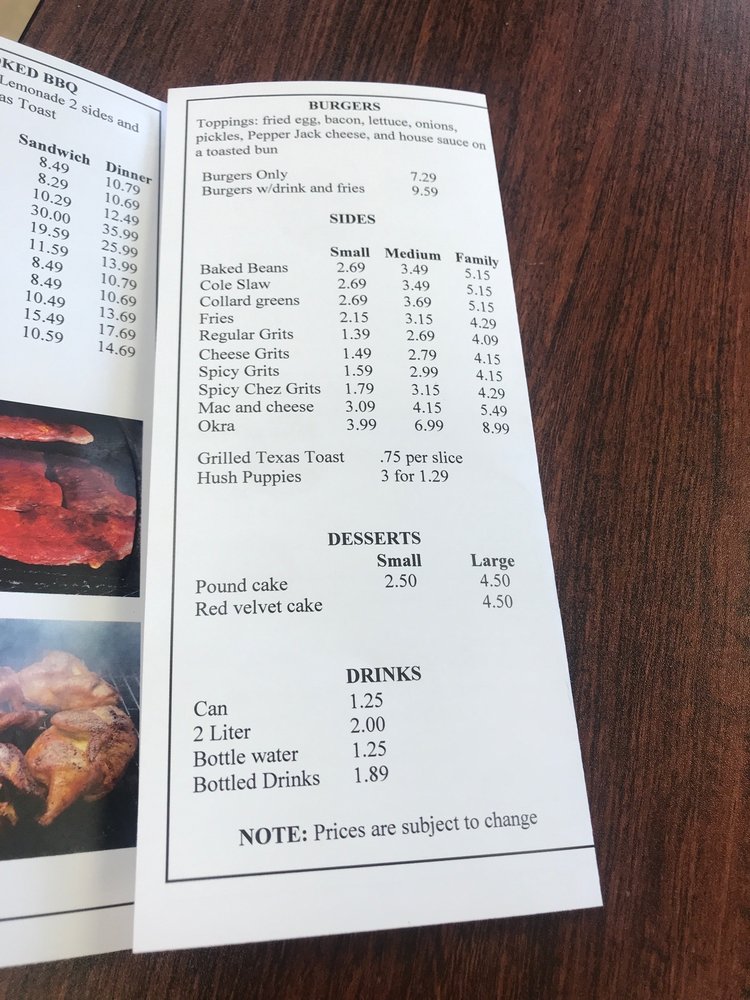 OKED BBQ
Lemonade 2 sides and
as Toast
Sandwich Dinner
8.49 10.79
8.29 10.69
10.29 12.49
30.00 35.99
19.59 25.99
11.59 13.99
8.49 10.79
8.49 10.69
10.49 13.69
15.49 17.69
10.59 14.69
BURGERS
Toppings: fried egg, bacon, lettuce, onions,
pickles, Pepper Jack cheese, and house sauce on
a toasted bun
Burgers Only 7.29
Burgers w/drink and fries 9.59
SIDES
Small Medium Family
Baked Beans 2.69 3.49 5.15
Cole Slaw 2.69 3.49 5.15
Collard greens 2.69 3.69 5.15
Fries 2.15 3.15 4.29
Regular Grits 1.39 2.69 4.09
Cheese Grits 1.49 2.79 4.15
Spicy Grits 1.59 2.99 4.15
Spicy Chez Grits 1.79 3.15 4.29
Mac and cheese 3.09 4.15 5.49
Okra 3.99 6.99 8.99
Grilled Texas Toast .75 per slice
Hush Puppies 3 for 1.29
DESSERTS
Small Large
Pound cake 2.50 4.50
Red velvet cake 4.50
DRINKS
Can 1.25
2 Liter 2.00
Bottle water 1.25
Bottled Drinks 1.89
NOTE: Prices are subject to change